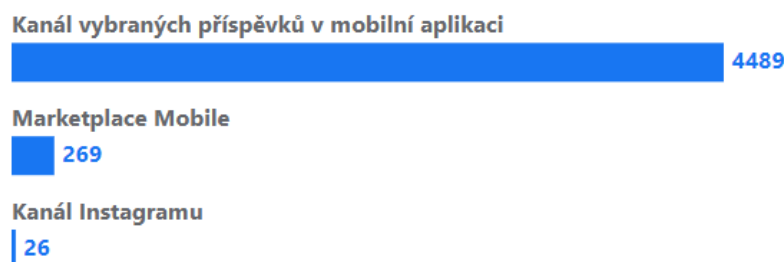 Kanál vybraných příspěvků v mobilní aplikaci
4489
Marketplace Mobile
269
Kanál Instagramu
26